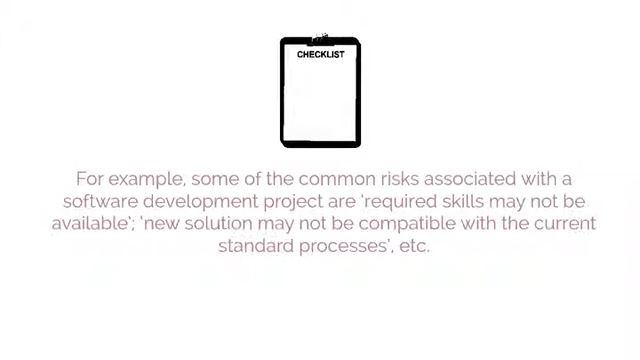 CHECKLIST
For example, some of the common risks associated with a
software development project are ‘required skills may not be
available‘; ‘new solution may not be compatible with the current
standard processes‘, etc.